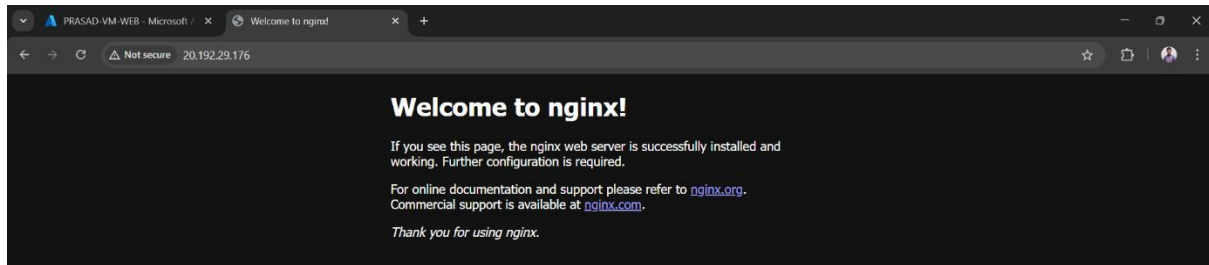 PRASAD-VM-WEB - Microsoft /
Welcome to nginx!
Not secure 20.192.29.176
Welcome to nginx!
If you see this page, the nginx web server is successfully installed and
working. Further configuration is required.
For online documentation and support please refer to nginx.org.
Commercial support is available at nginx.com.
Thank you for using nginx.